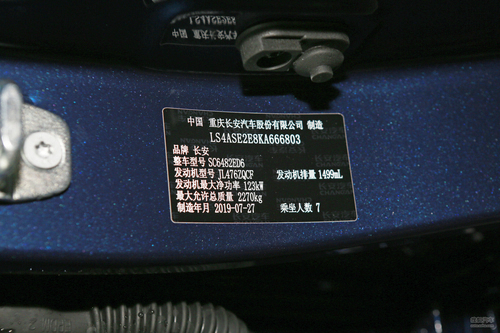 中国 重庆长安汽车股份有限公司 制造
LS4ASE2E8KA666803
品牌 长安
整车型号 SC6482ED6
发动机型号 JL476ZQCF 发动机排量 1499mL
发动机最大净功率 123kW
最大允许总质量 2270kg
制造年月 2019-07-27 乘坐人数 7